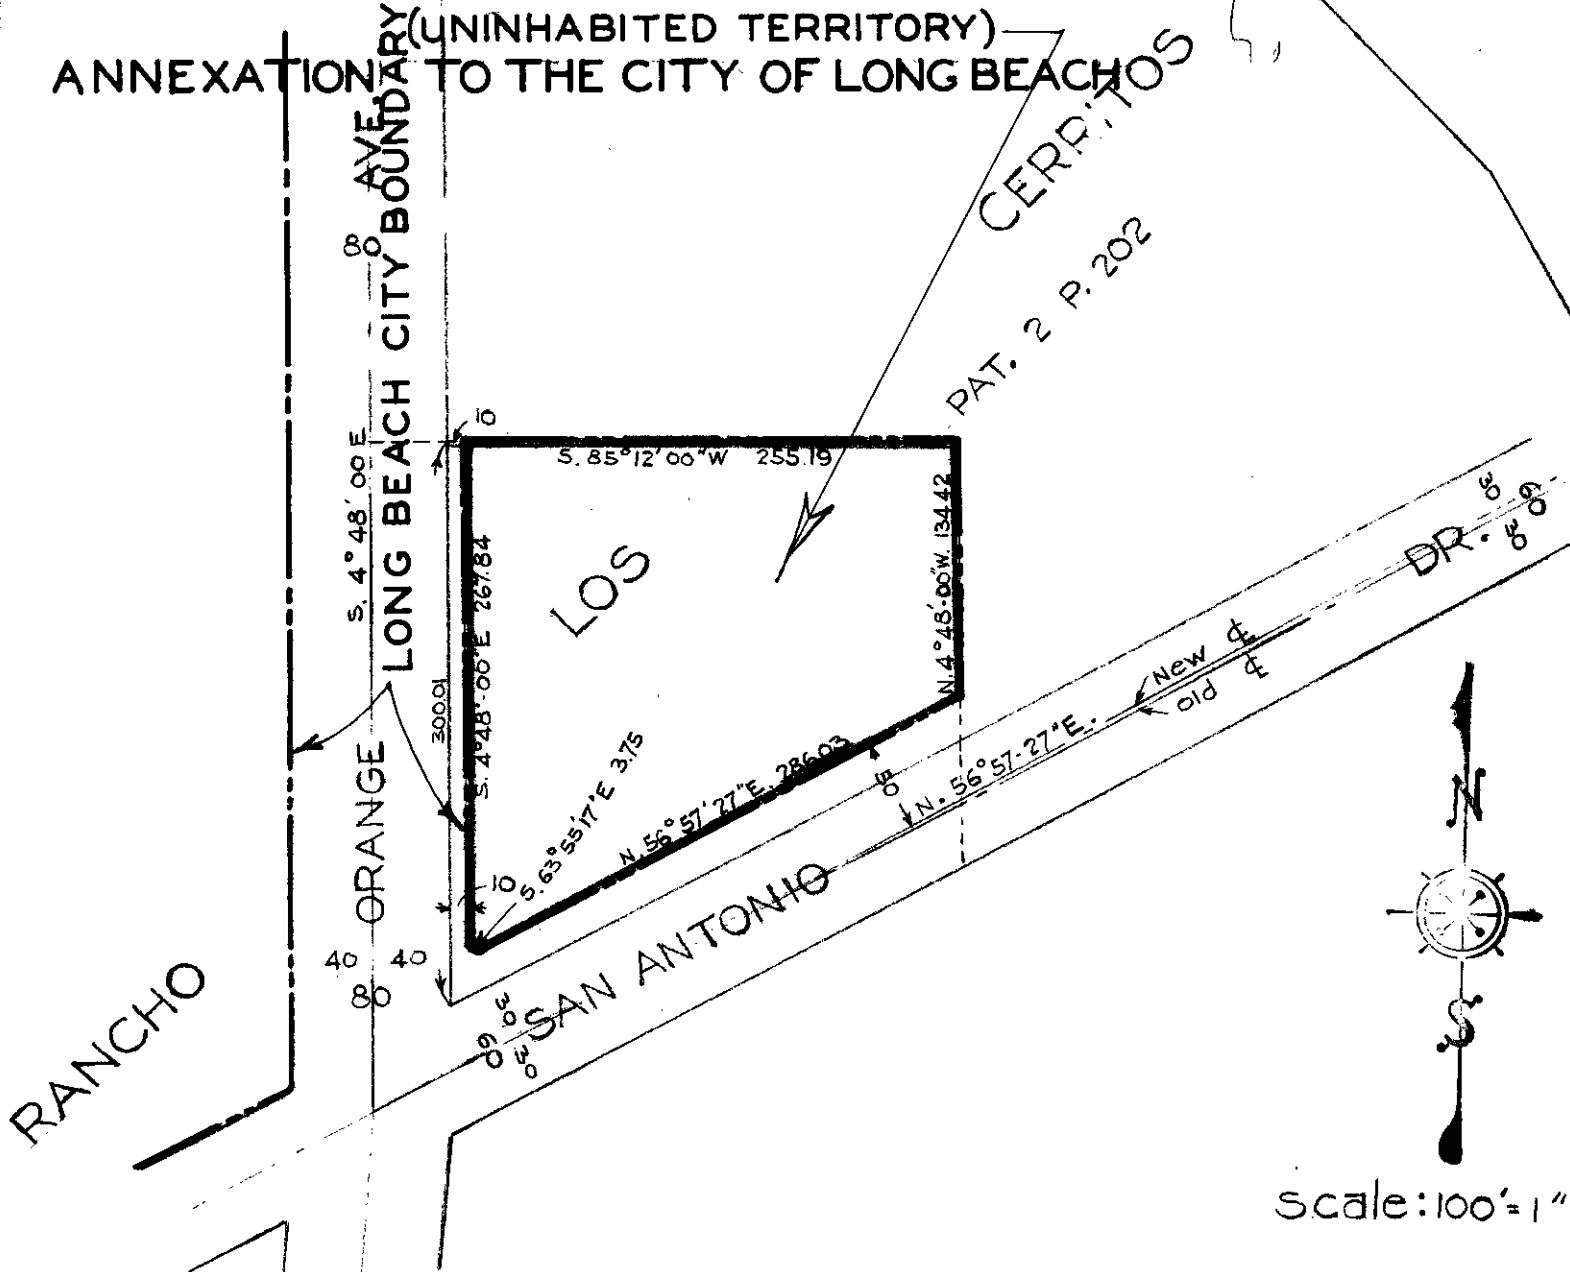 (UNINHABITED TERRITORY)
ANNEXATION TO THE CITY OF LONG BEACH
AVE.
LONG BEACH CITY BOUNDARY
80
CERRITOS
PAT. 2 P. 202
10
S. 4°48'00"E
S. 85°12'00"W 255.19
LOS
S. 4°48'-00"E 267.84
N. 4°48'-00"W. 134.42
300.01
ORANGE
S. 63°55'17"E 3.75
N. 56°57'27"E. 286.03
50
N. 56°57'-27"E.
New ℄
Old ℄
DR.
30
60
30
10
40 40
80
SAN ANTONIO
30
60
30
RANCHO
N
S
Scale: 100'=1"